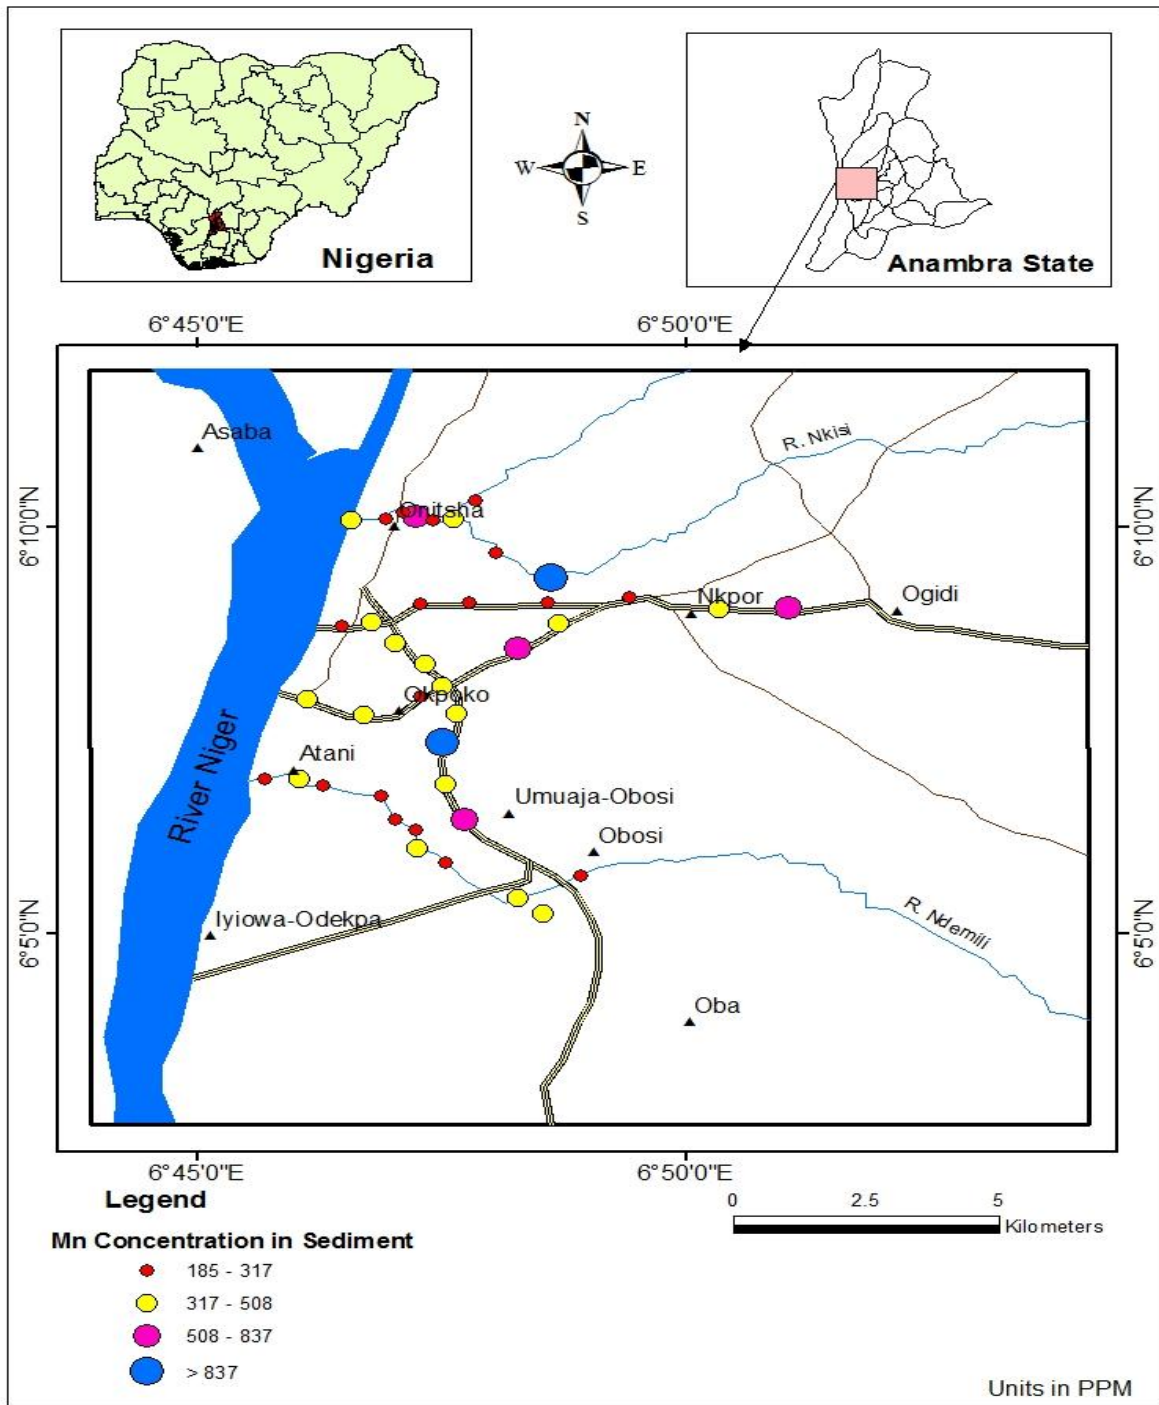 N
W
E
S
Nigeria
Anambra State
6°45'0"E
6°50'0"E
Asaba
R. Nkisi
Onitsha
6°10'0"N
6°10'0"N
Nkpor
Ogidi
Okpoko
River Niger
Atani
Umuaja-Obosi
Obosi
Iyiowa-Odekpa
R. Ndemili
6°5'0"N
6°5'0"N
Oba
6°45'0"E
6°50'0"E
Legend
0 2.5 5
Kilometers
Mn Concentration in Sediment
185 - 317
317 - 508
508 - 837
> 837
Units in PPM